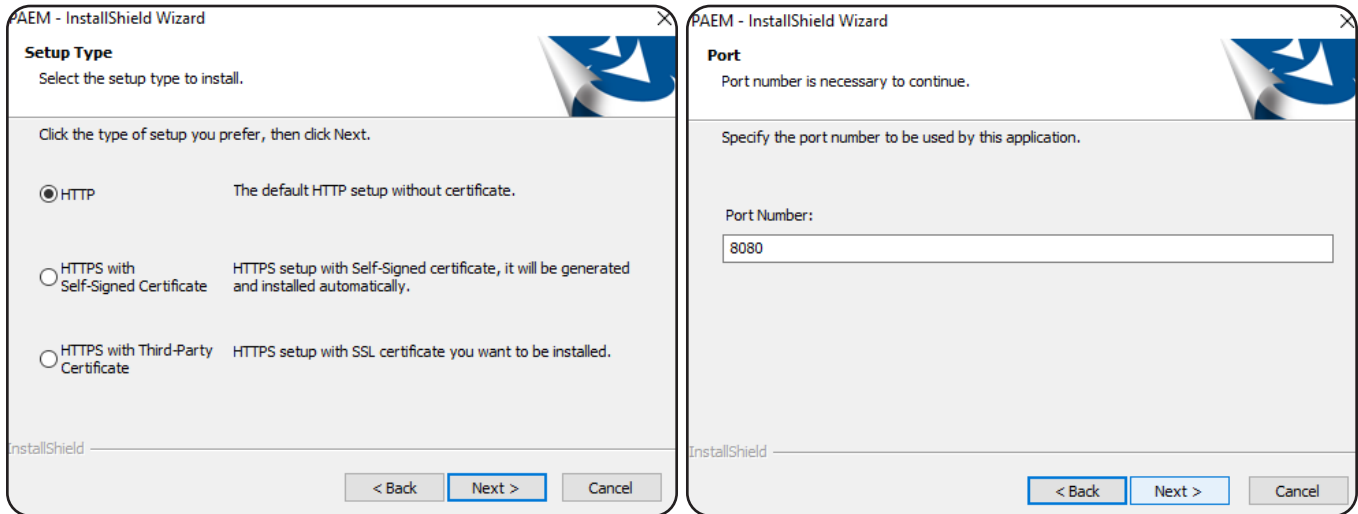 PAEM - InstallShield Wizard
Setup Type
Select the setup type to install.
Click the type of setup you prefer, then click Next.
HTTP
The default HTTP setup without certificate.
HTTPS with
Self-Signed Certificate
HTTPS setup with Self-Signed certificate, it will be generated
and installed automatically.
HTTPS with Third-Party
Certificate
HTTPS setup with SSL certificate you want to be installed.
InstallShield
< Back
Next >
Cancel
PAEM - InstallShield Wizard
Port
Port number is necessary to continue.
Specify the port number to be used by this application.
Port Number:
8080
InstallShield
< Back
Next >
Cancel